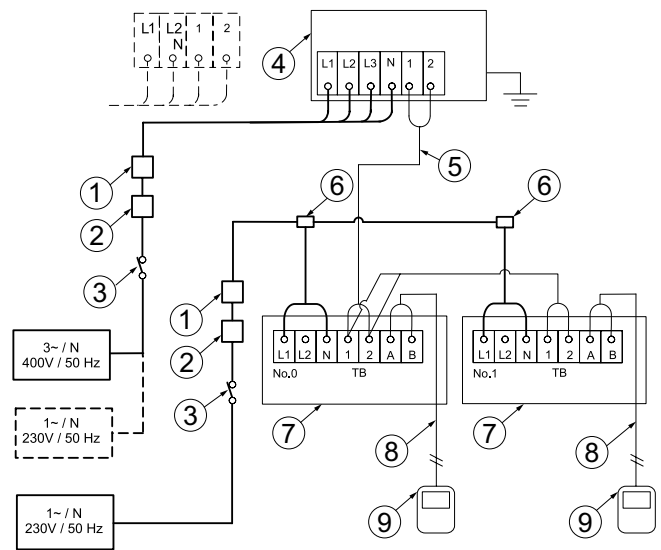 L1 L2 N 1 2
4
L1 L2 L3 N 1 2
1
5
6
6
2
3
1
3~ / N
400V / 50 Hz
2
L1 L2 N 1 2 A B
L1 L2 N 1 2 A B
No.0 TB
No.1 TB
3
1~ / N
230V / 50 Hz
7
7
8
8
1~ / N
230V / 50 Hz
9
9